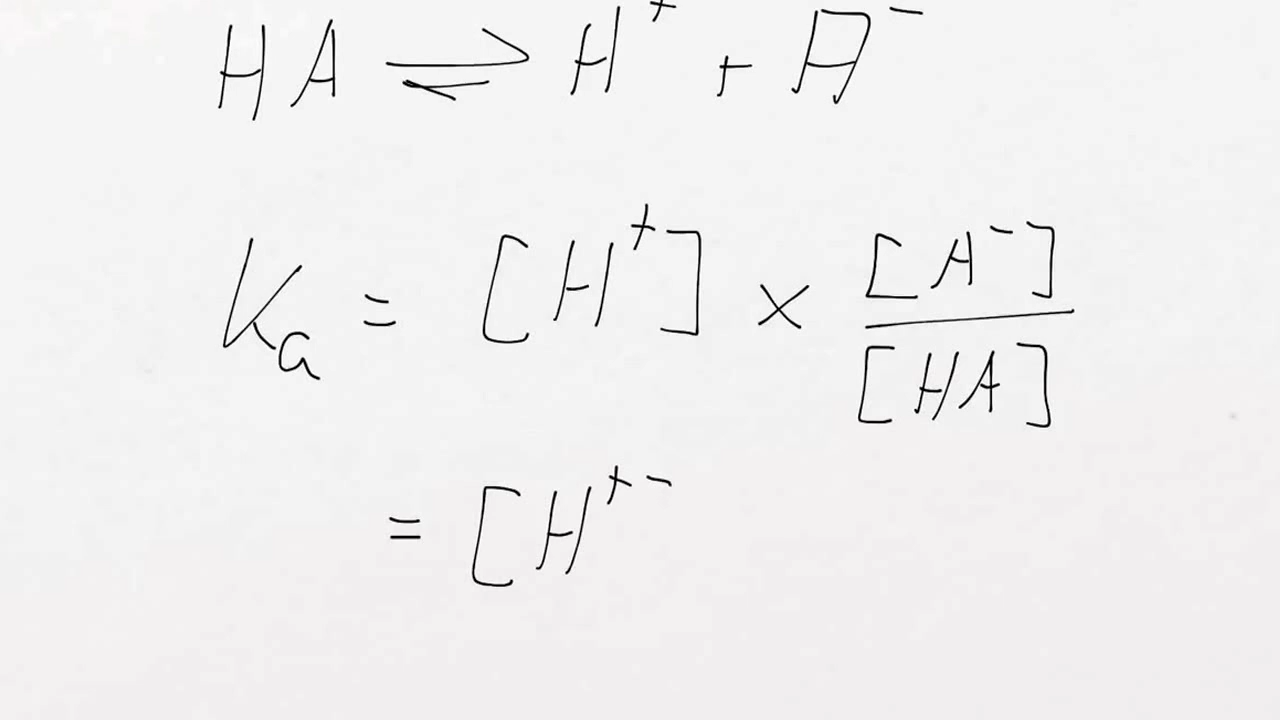 HA ⇌ H⁺ + A⁻
Kₐ = [H⁺] × [A⁻]/[HA]
= [H⁺⁻